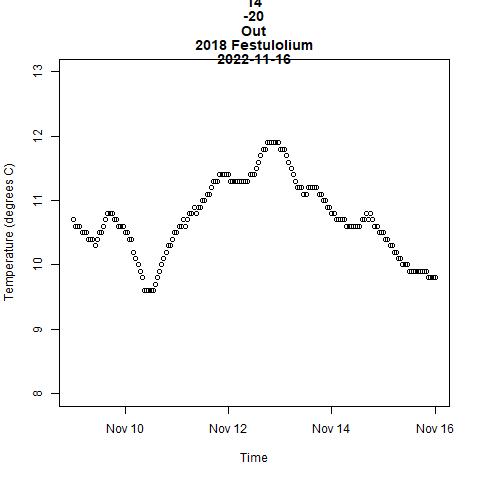 14
-20
Out
2018 Festulolium
2022-11-16
Temperature (degrees C)
13
12
11
10
9
8
Nov 10 Nov 12 Nov 14 Nov 16
Time